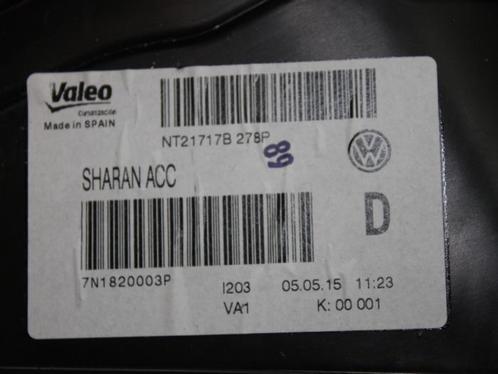 Valeo
Climatización
Made in SPAIN
NT21717B 278P
68
SHARAN ACC
D
7N1820003P
I203 05.05.15 11:23
VA1 K: 00 001